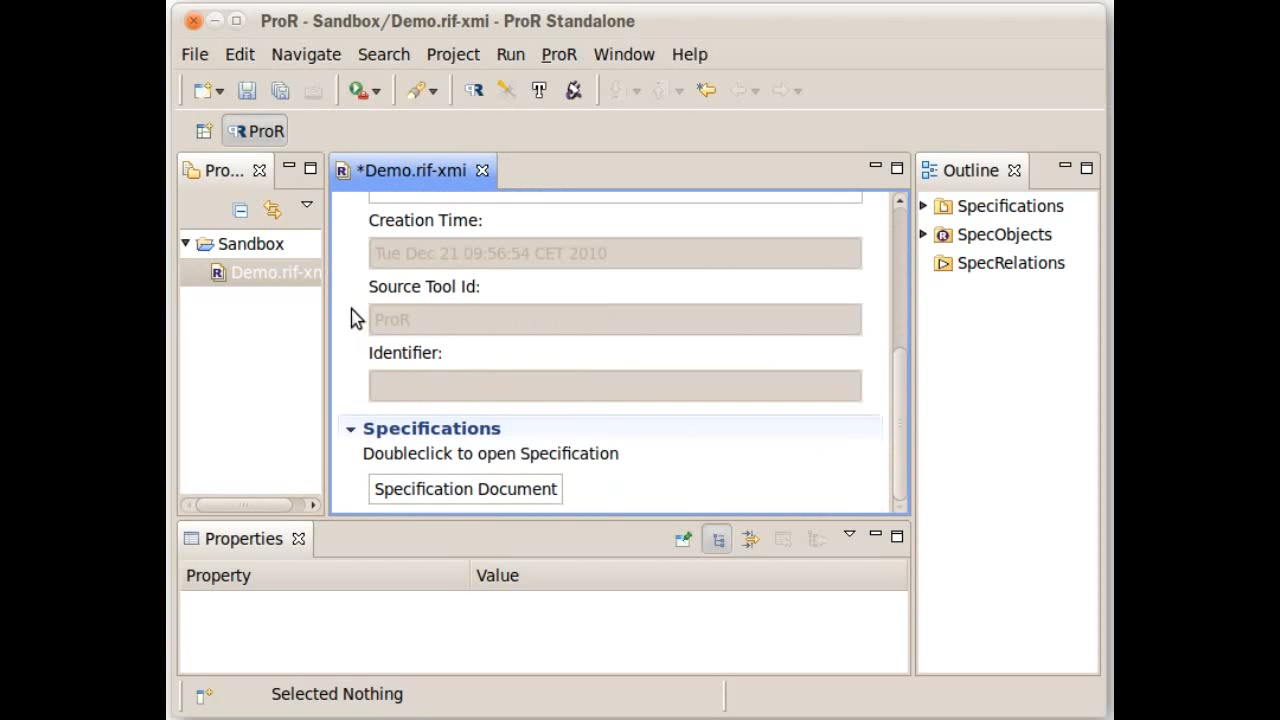 ProR - Sandbox/Demo.rif-xmi - ProR Standalone
File Edit Navigate Search Project Run ProR Window Help
ProR
Pro...
*Demo.rif-xmi
Outline
Sandbox
Demo.rif-xn
Creation Time:
Tue Dec 21 09:56:54 CET 2010
Source Tool Id:
ProR
Identifier:
Specifications
Doubleclick to open Specification
Specification Document
Specifications
SpecObjects
SpecRelations
Properties
Property Value
Selected Nothing